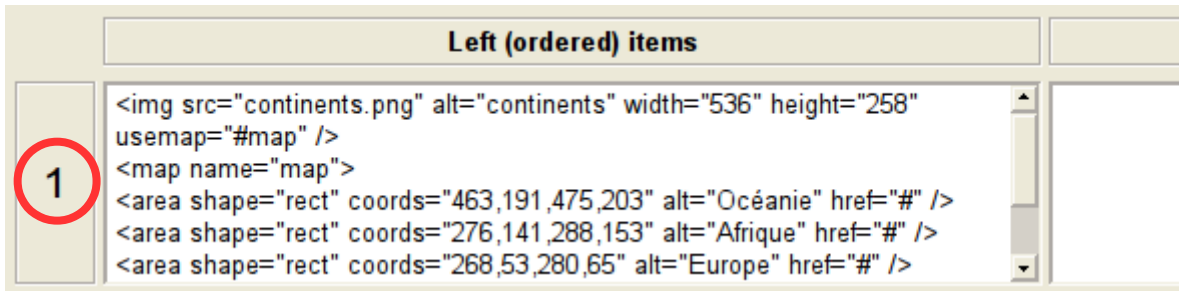 Left (ordered) items
1
<img src="continents.png" alt="continents" width="536" height="258"
usemap="#map" />
<map name="map">
<area shape="rect" coords="463,191,475,203" alt="Océanie" href="#" />
<area shape="rect" coords="276,141,288,153" alt="Afrique" href="#" />
<area shape="rect" coords="268,53,280,65" alt="Europe" href="#" />